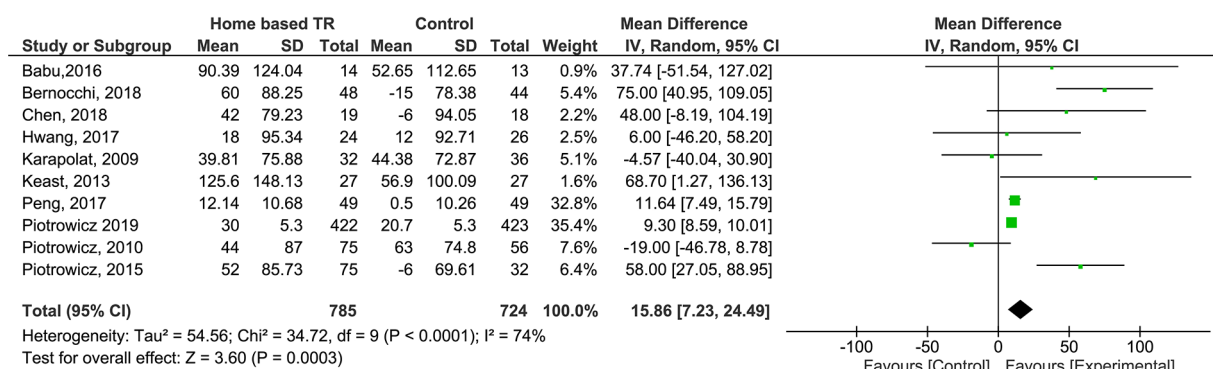 Home based TR Control Mean Difference Mean Difference
Study or Subgroup Mean SD Total Mean SD Total Weight IV, Random, 95% CI IV, Random, 95% CI
Babu,2016 90.39 124.04 14 52.65 112.65 13 0.9% 37.74 [-51.54, 127.02]
Bernocchi, 2018 60 88.25 48 -15 78.38 44 5.4% 75.00 [40.95, 109.05]
Chen, 2018 42 79.23 19 -6 94.05 18 2.2% 48.00 [-8.19, 104.19]
Hwang, 2017 18 95.34 24 12 92.71 26 2.5% 6.00 [-46.20, 58.20]
Karapolat, 2009 39.81 75.88 32 44.38 72.87 36 5.1% -4.57 [-40.04, 30.90]
Keast, 2013 125.6 148.13 27 56.9 100.09 27 1.6% 68.70 [1.27, 136.13]
Peng, 2017 12.14 10.68 49 0.5 10.26 49 32.8% 11.64 [7.49, 15.79]
Piotrowicz 2019 30 5.3 422 20.7 5.3 423 35.4% 9.30 [8.59, 10.01]
Piotrowicz, 2010 44 87 75 63 74.8 56 7.6% -19.00 [-46.78, 8.78]
Piotrowicz, 2015 52 85.73 75 -6 69.61 32 6.4% 58.00 [27.05, 88.95]
Total (95% CI) 785 724 100.0% 15.86 [7.23, 24.49]
Heterogeneity: Tau² = 54.56; Chi² = 34.72, df = 9 (P < 0.0001); I² = 74%
Test for overall effect: Z = 3.60 (P = 0.0003)
-100 -50 0 50 100
Favours [Control] Favours [Experimental]